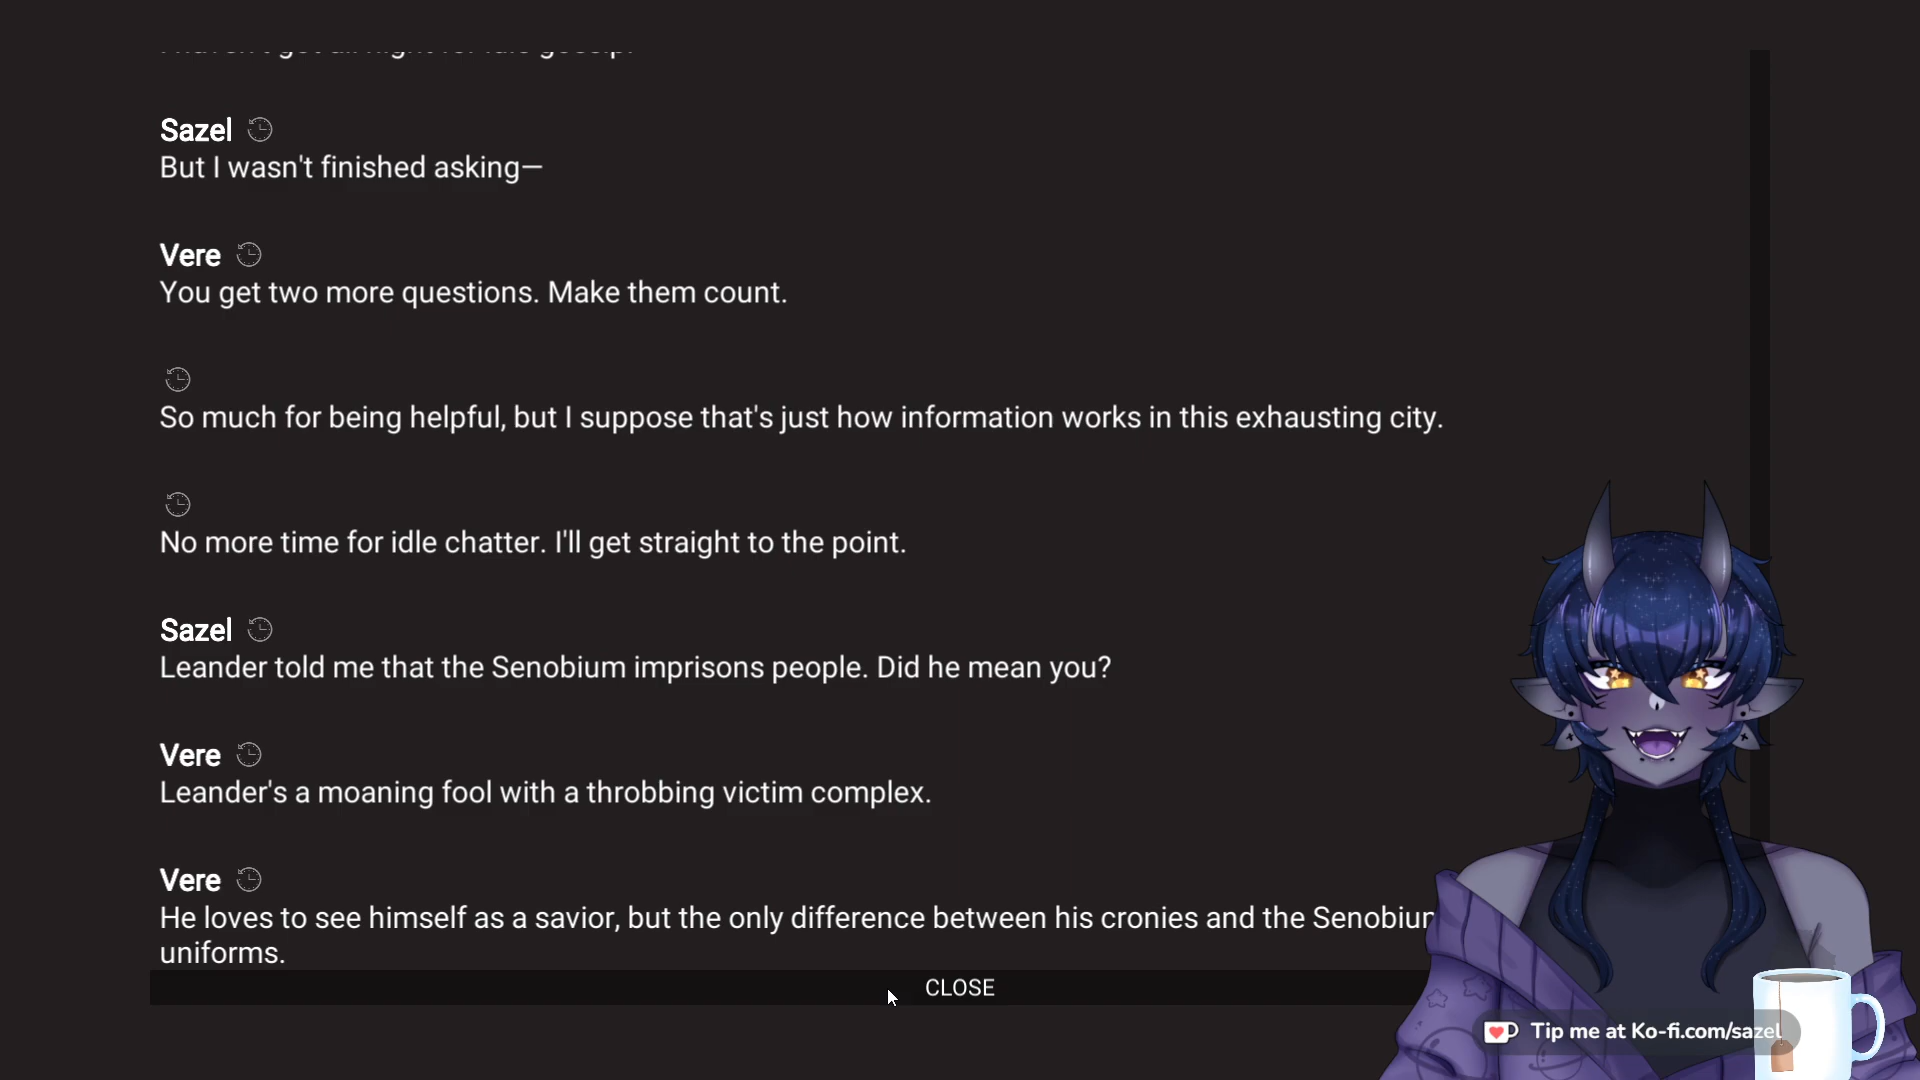 Sazel
But I wasn't finished asking—
Vere
You get two more questions. Make them count.
So much for being helpful, but I suppose that's just how information works in this exhausting city.
No more time for idle chatter. I'll get straight to the point.
Sazel
Leander told me that the Senobium imprisons people. Did he mean you?
Vere
Leander's a moaning fool with a throbbing victim complex.
Vere
He loves to see himself as a savior, but the only difference between his cronies and the
uniforms.
CLOSE
Tip me at Ko-fi.com/sazel